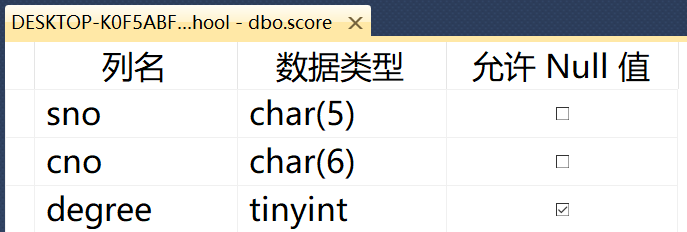 DESKTOP-K0F5ABF...hool - dbo.score
列名 数据类型 允许 Null 值
sno char(5)
cno char(6)
degree tinyint